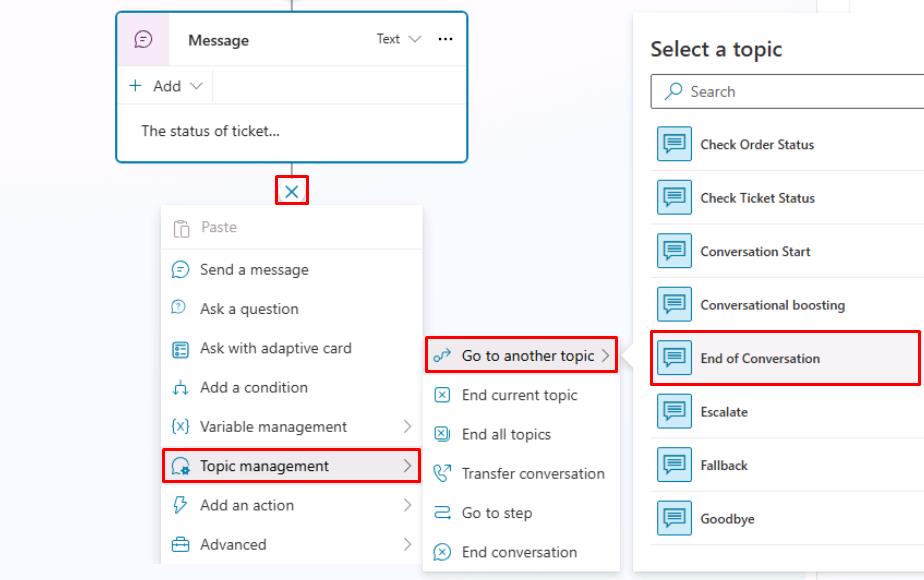 Message
Text
Add
The status of ticket...
Paste
Send a message
Ask a question
Ask with adaptive card
Add a condition
{x} Variable management
Topic management
Add an action
Advanced
Go to another topic
End current topic
End all topics
Transfer conversation
Go to step
End conversation
Select a topic
Search
Check Order Status
Check Ticket Status
Conversation Start
Conversational boosting
End of Conversation
Escalate
Fallback
Goodbye